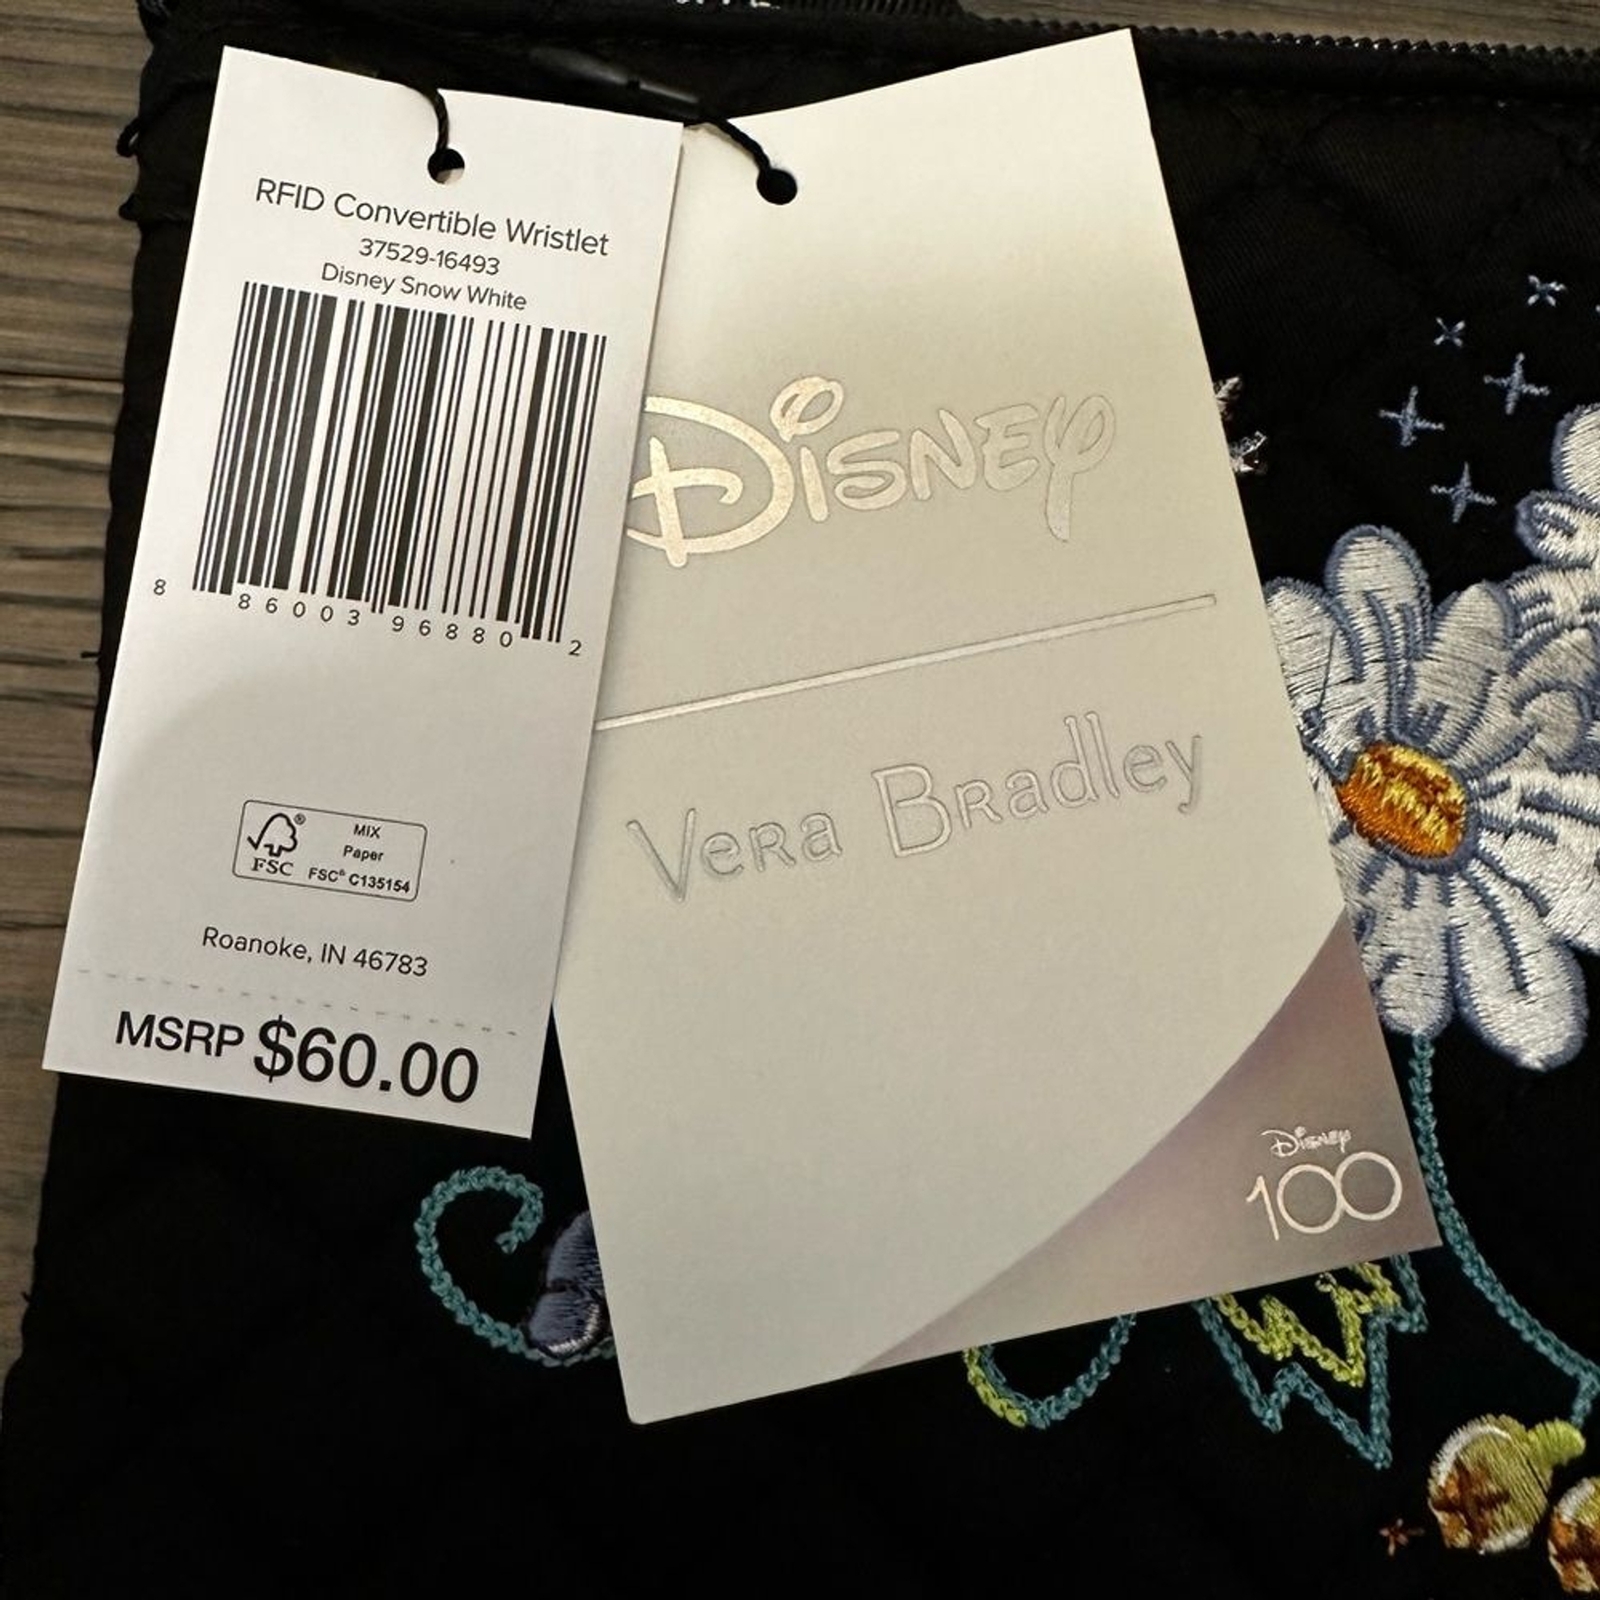 RFID Convertible Wristlet
37529-16493
Disney Snow White
8 86003 96880 2
FSC®
MIX
Paper
FSC® C135154
Roanoke, IN 46783
MSRP $60.00
Disney
Vera Bradley
Disney
100